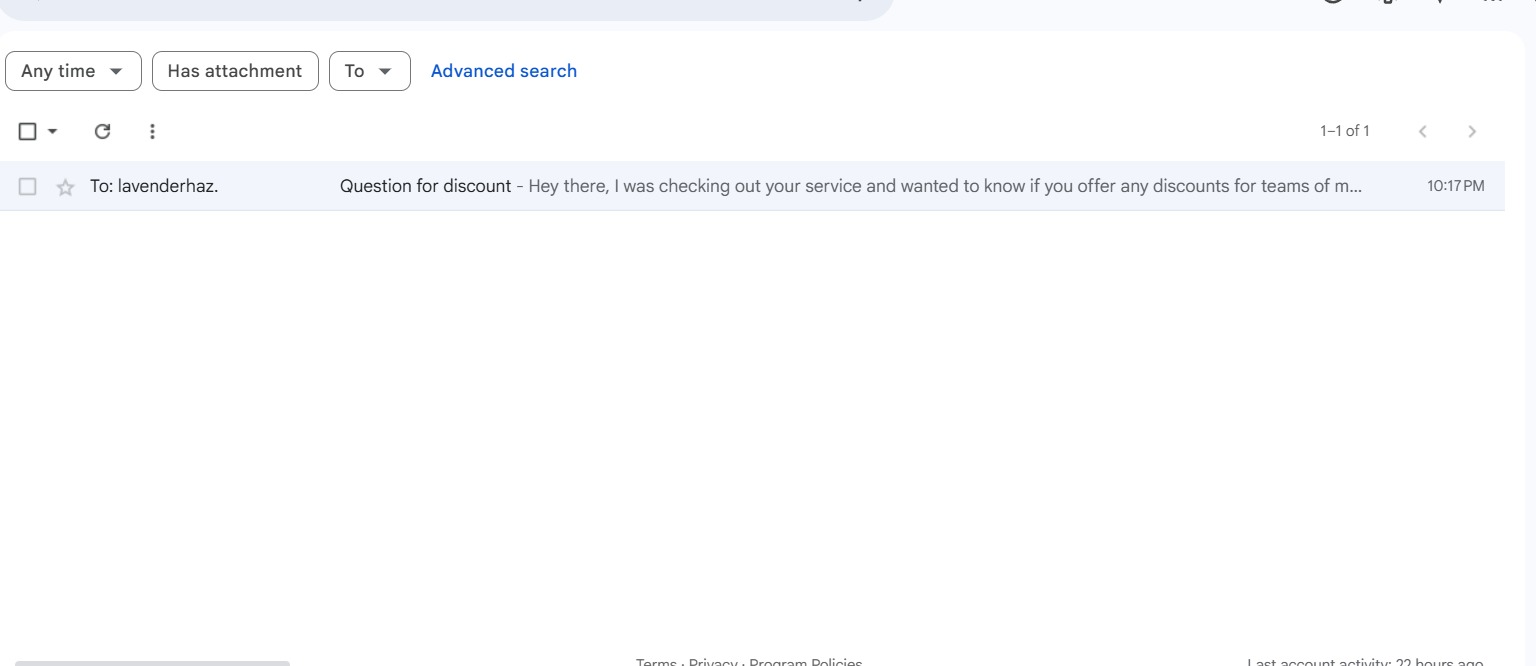 Any time Has attachment To Advanced search
1–1 of 1
To: lavenderhaz. Question for discount - Hey there, I was checking out your service and wanted to know if you offer any discounts for teams of m... 10:17 PM
Terms · Privacy · Program Policies Last account activity: 22 hours ago